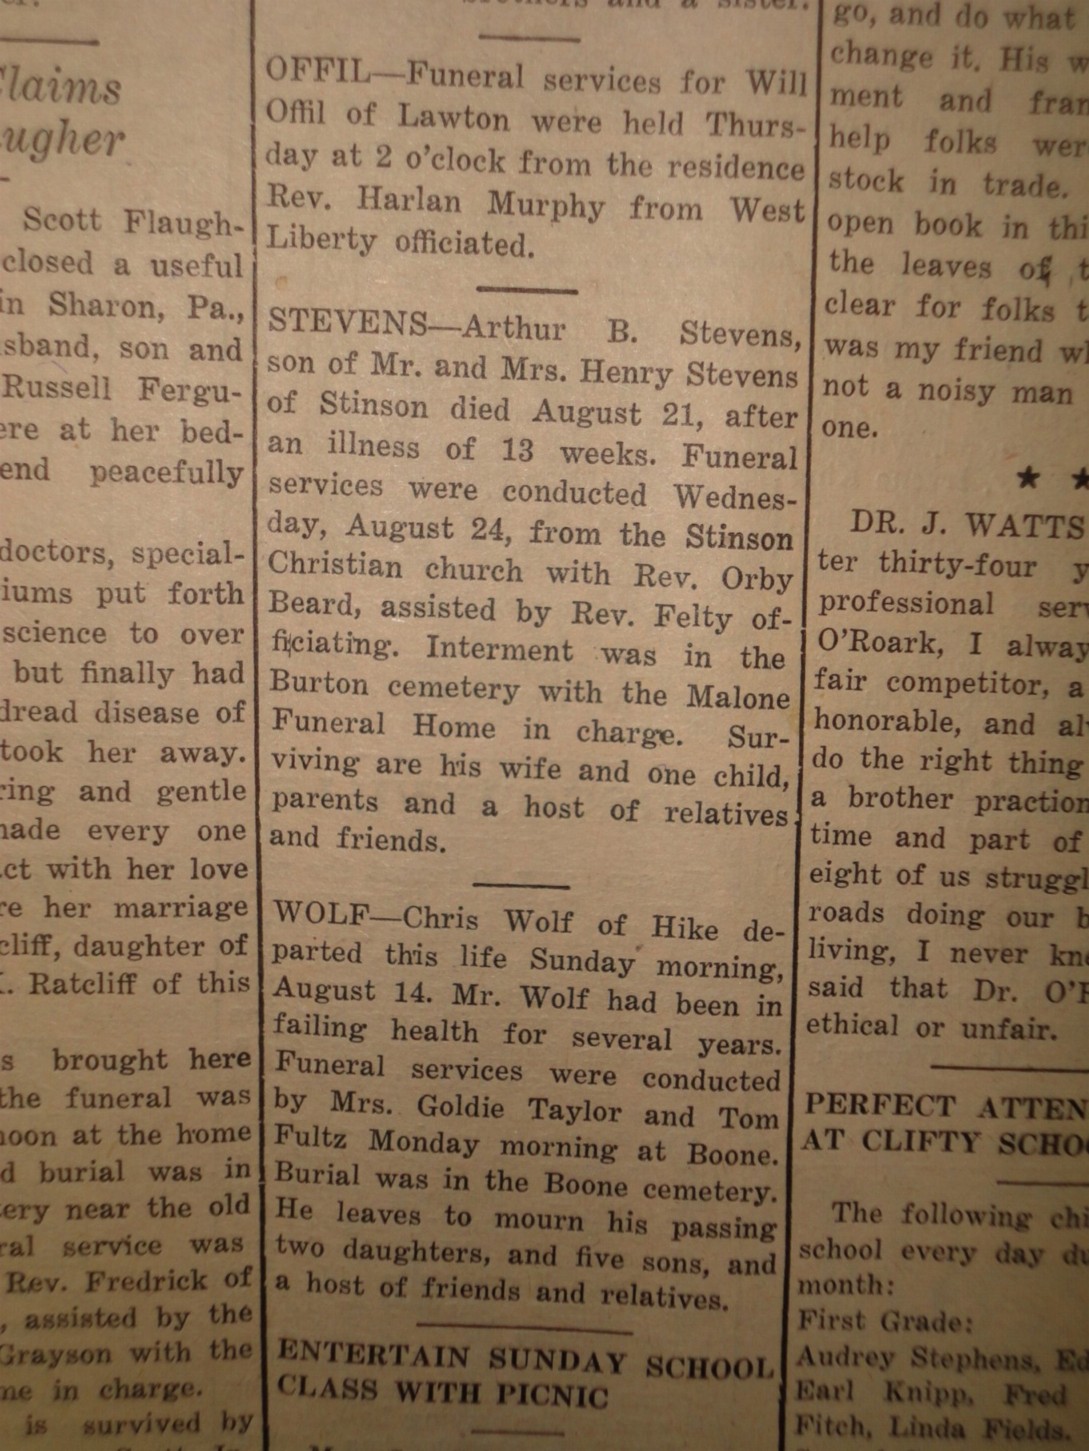 Claims
Scott Flaugh-
closed a useful
in Sharon, Pa.,
son and
Russell Fergu-
at her bed-
end peacefully
doctors, special-
put forth
science to over
but finally had
dread disease of
took her away.
and gentle
every one
with her love
her marriage
daughter of
Ratcliff of this
brought here
the funeral was
at the home
burial was in
near the old
service was
Rev. Fredrick of
, assisted by the
Grayson with the
in charge.
is survived by
brothers and a sister.
OFFIL—Funeral services for Will
Offil of Lawton were held Thurs-
day at 2 o'clock from the residence
Rev. Harlan Murphy from West
Liberty officiated.
STEVENS—Arthur B. Stevens,
son of Mr. and Mrs. Henry Stevens
of Stinson died August 21, after
an illness of 13 weeks. Funeral
services were conducted Wednes-
day, August 24, from the Stinson
Christian church with Rev. Orby
Beard, assisted by Rev. Felty of-
ficiating. Interment was in the
Burton cemetery with the Malone
Funeral Home in charge. Sur-
viving are his wife and one child,
parents and a host of relatives
and friends.
WOLF—Chris Wolf of Hike de-
parted this life Sunday morning,
August 14. Mr. Wolf had been in
failing health for several years.
Funeral services were conducted
by Mrs. Goldie Taylor and Tom
Fultz Monday morning at Boone.
Burial was in the Boone cemetery.
He leaves to mourn his passing
two daughters, and five sons, and
a host of friends and relatives.
ENTERTAIN SUNDAY SCHOOL
CLASS WITH PICNIC
go, and do what
change it. His
ment and
help folks
stock in trade.
open book in
the leaves of
clear for folks
was my friend
not a noisy man
one.
★ ★
DR. J. WATTS
ter thirty-four
professional
O'Roark, I
fair competitor, a
honorable, and
do the right thing
a brother
time and part of
eight of us
roads doing our
living, I never
said that Dr.
ethical or unfair.
PERFECT
AT CLIFTY
The following
school every day
month:
First Grade:
Audrey Stephens,
Earl Knipp, Fred
Fitch, Linda Fields.